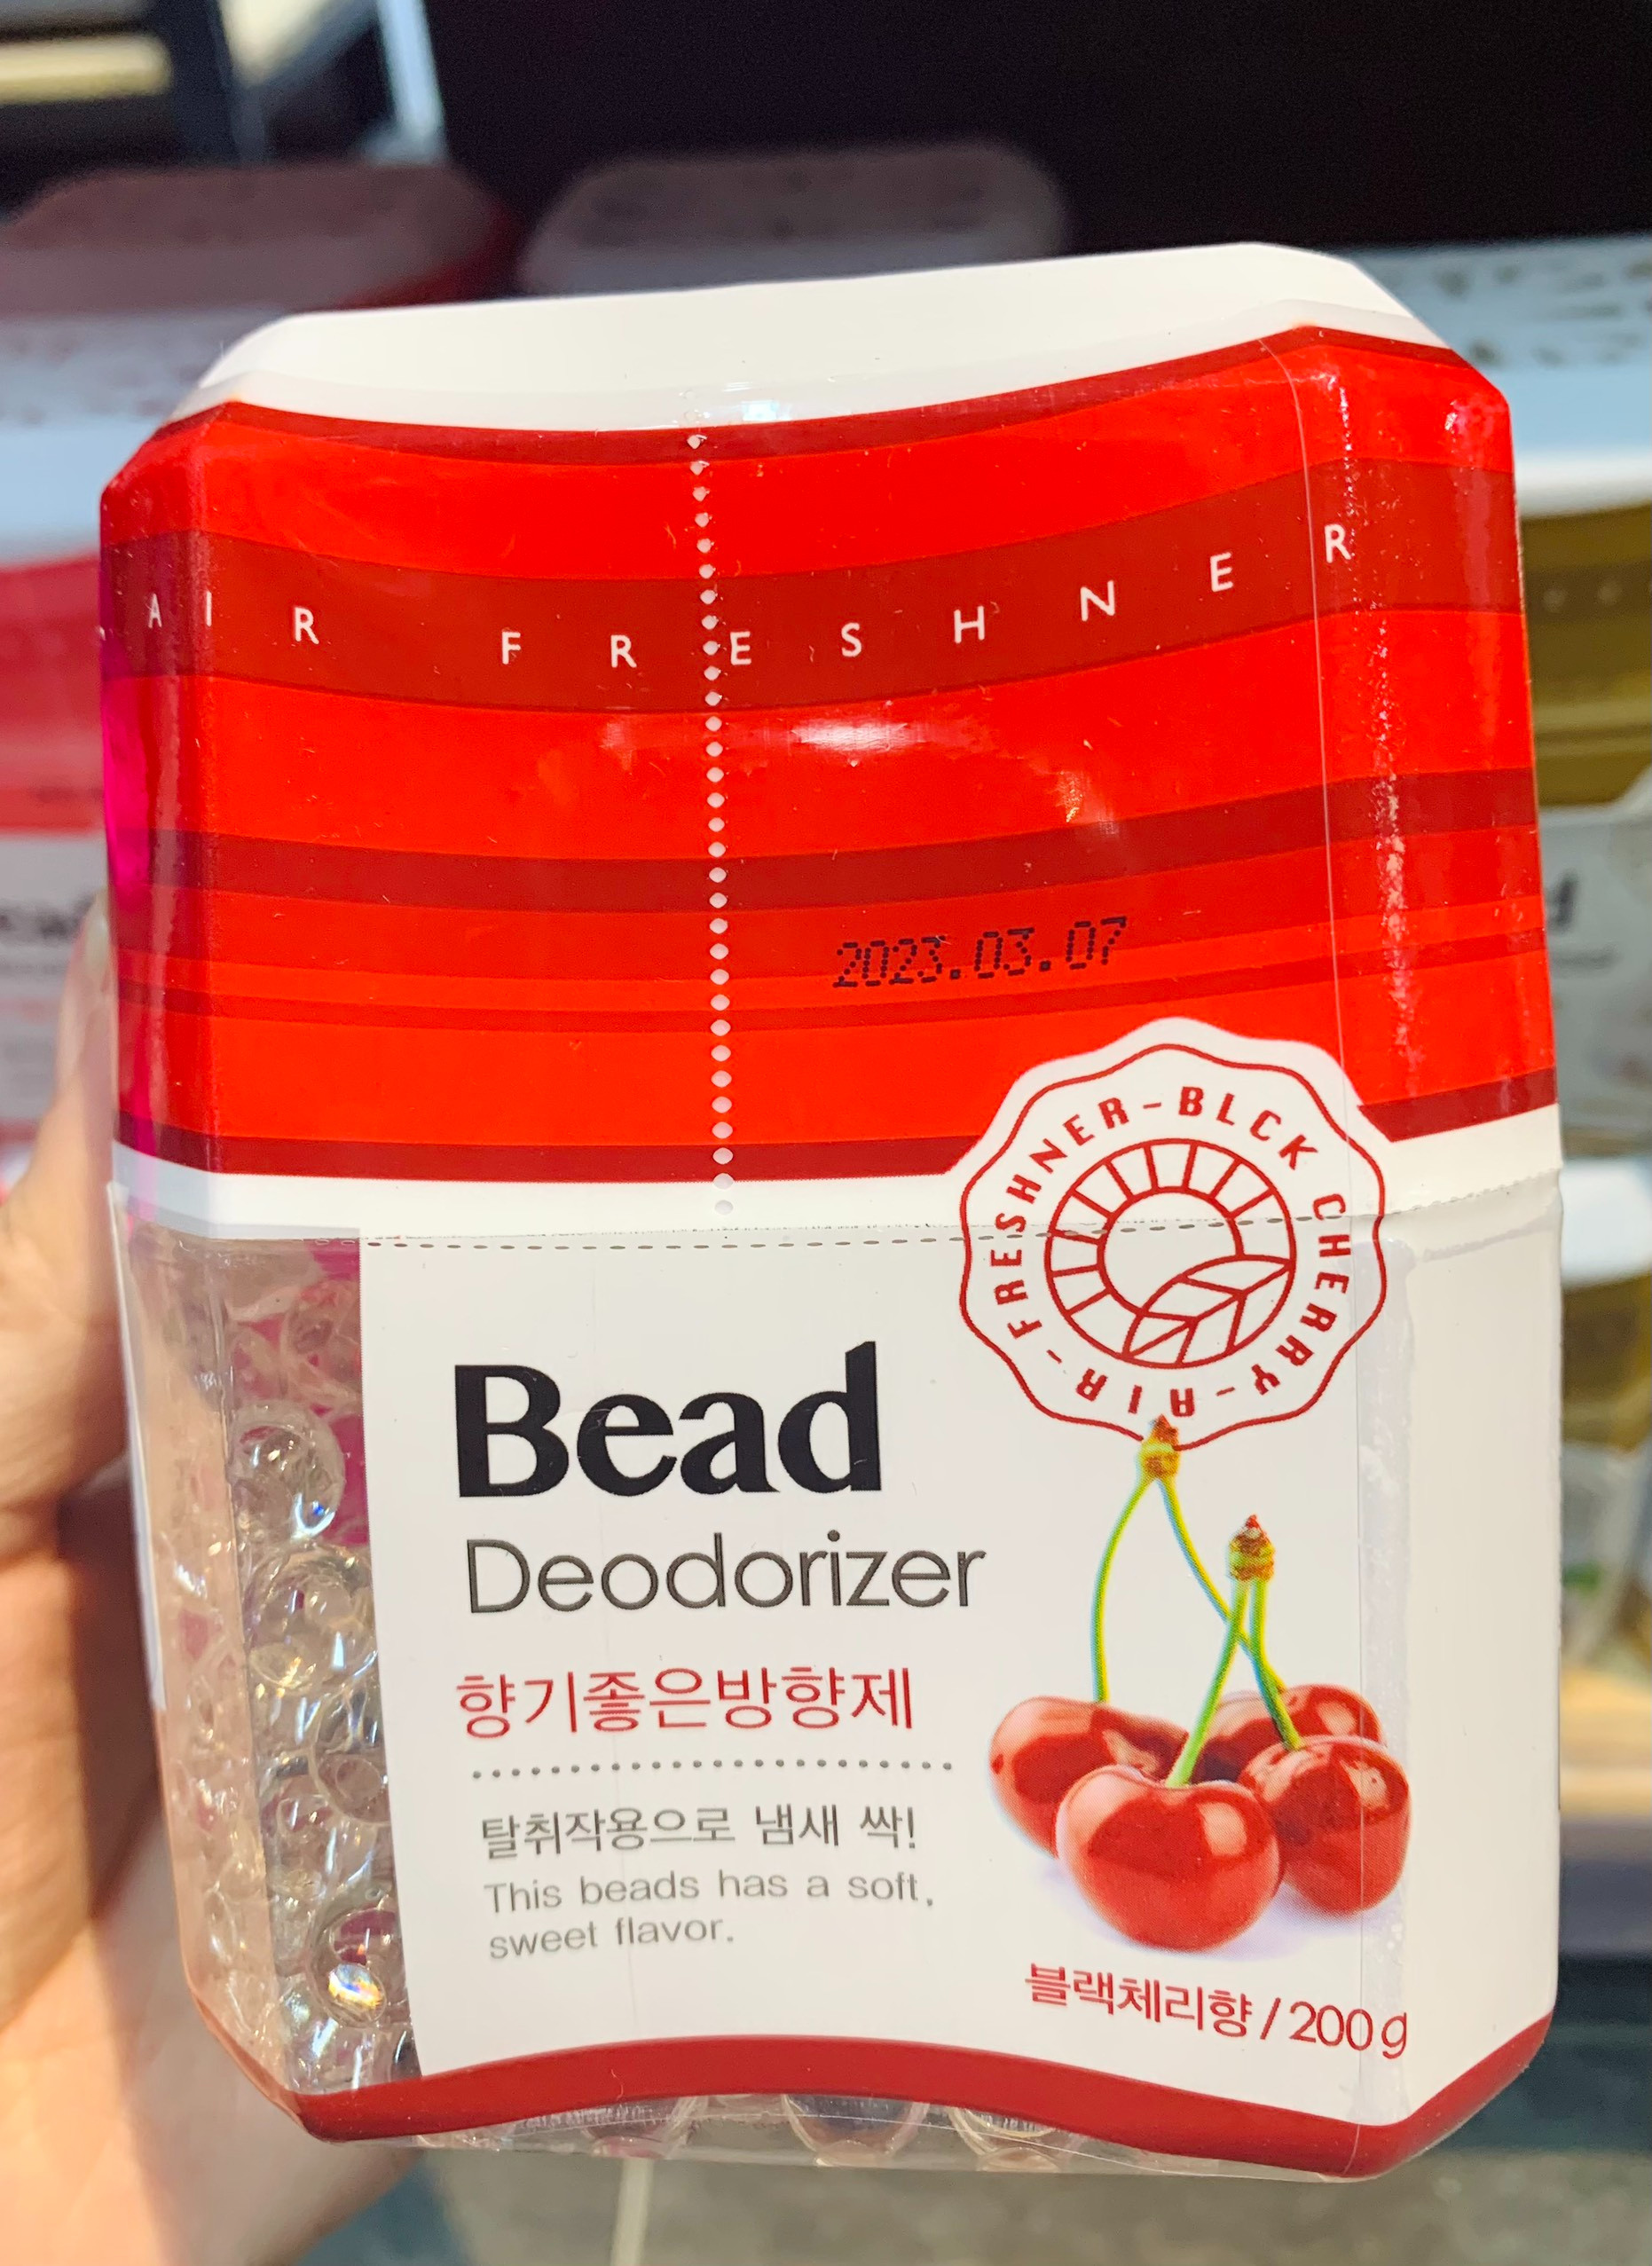 AIR FRESHNER
2023.03.07
FRESHNER-BLCK CHERRY-AIR-
Bead
Deodorizer
향기좋은방향제
탈취작용으로 냄새 싹!
This beads has a soft,
sweet flavor.
블랙체리향 / 200g